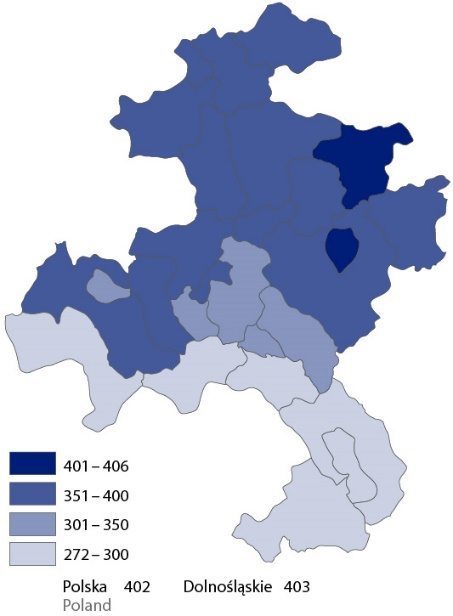 401 – 406
351 – 400
301 – 350
272 – 300
Polska 402 Dolnośląskie 403
Poland